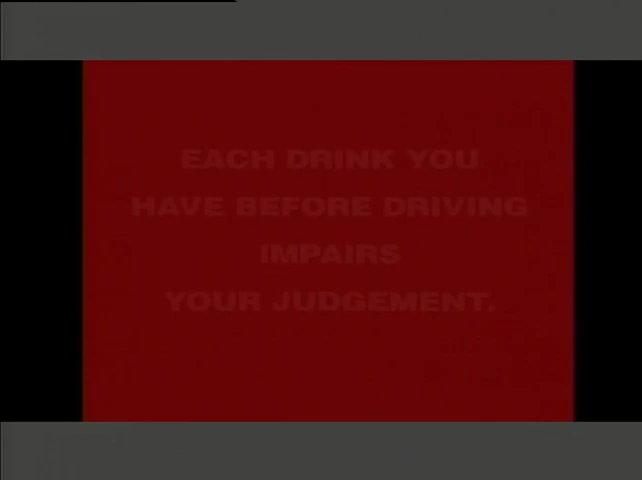 EACH DRINK YOU
HAVE BEFORE DRIVING
IMPAIRS
YOUR JUDGEMENT.